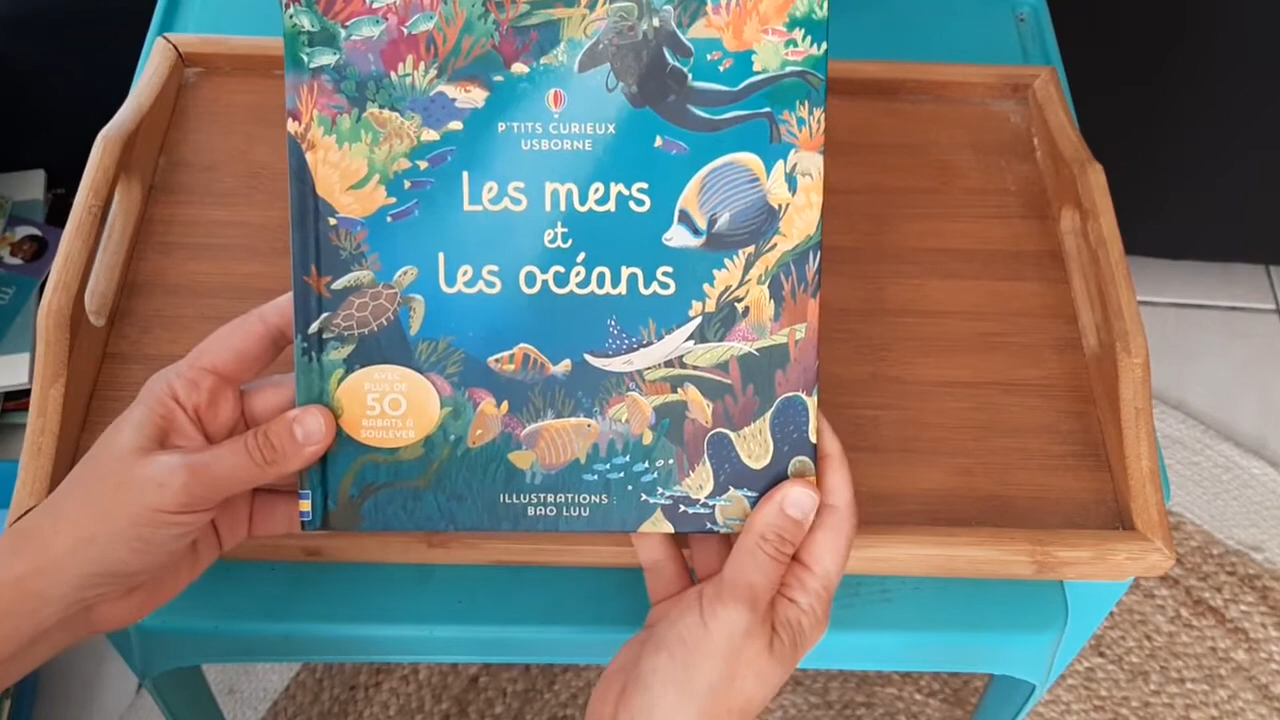 P'TITS CURIEUX
USBORNE
Les mers
et
les océans
AVEC
PLUS DE
50
RABATS À
SOULEVER
ILLUSTRATIONS :
BAO LUU